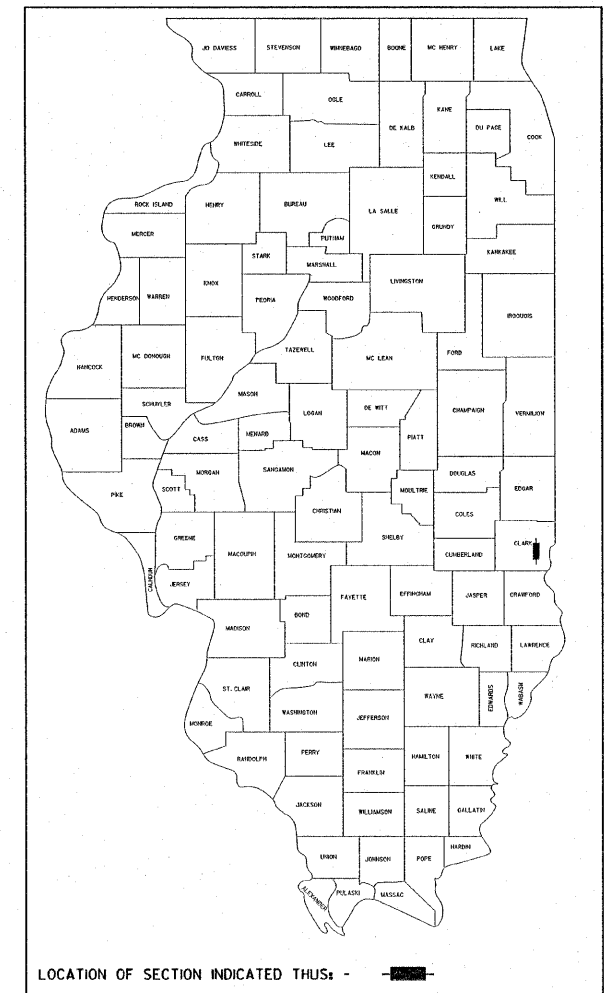 JO DAVIESS STEVENSON WINNEBAGO BOONE MC HENRY LAKE
CARROLL OGLE DE KALB KANE DU PAGE COOK
WHITESIDE LEE KENDALL WILL
ROCK ISLAND HENRY BUREAU LA SALLE GRUNDY
MERCER PUTNAM KANKAKEE
STARK MARSHALL LIVINGSTON
HENDERSON WARREN KNOX PEORIA WOODFORD IROQUOIS
HANCOCK MC DONOUGH FULTON TAZEWELL MC LEAN FORD
SCHUYLER MASON LOGAN DE WITT CHAMPAIGN VERMILION
ADAMS BROWN CASS MENARD PIATT
MACON
PIKE SCOTT MORGAN SANGAMON MOULTRIE DOUGLAS EDGAR
CHRISTIAN COLES
GREENE MACOUPIN MONTGOMERY SHELBY CUMBERLAND CLARK
CALHOUN JERSEY FAYETTE EFFINGHAM JASPER CRAWFORD
MADISON BOND CLAY RICHLAND LAWRENCE
CLINTON MARION
ST. CLAIR WAYNE EDWARDS WABASH
MONROE WASHINGTON JEFFERSON
RANDOLPH PERRY HAMILTON WHITE
FRANKLIN
JACKSON WILLIAMSON SALINE GALLATIN
UNION JOHNSON POPE HARDIN
ALEXANDER PULASKI MASSAC
LOCATION OF SECTION INDICATED THUS: -